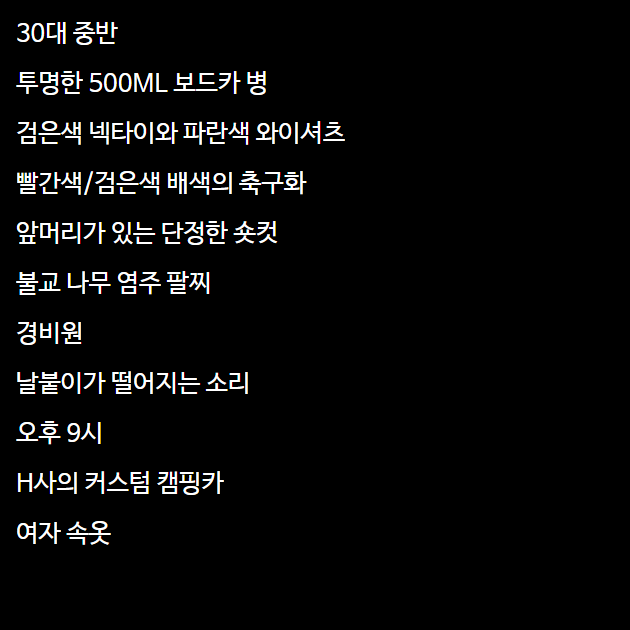 30대 중반
투명한 500ML 보드카 병
검은색 넥타이와 파란색 와이셔츠
빨간색/검은색 배색의 축구화
앞머리가 있는 단정한 숏컷
불교 나무 염주 팔찌
경비원
날붙이가 떨어지는 소리
오후 9시
H사의 커스텀 캠핑카
여자 속옷